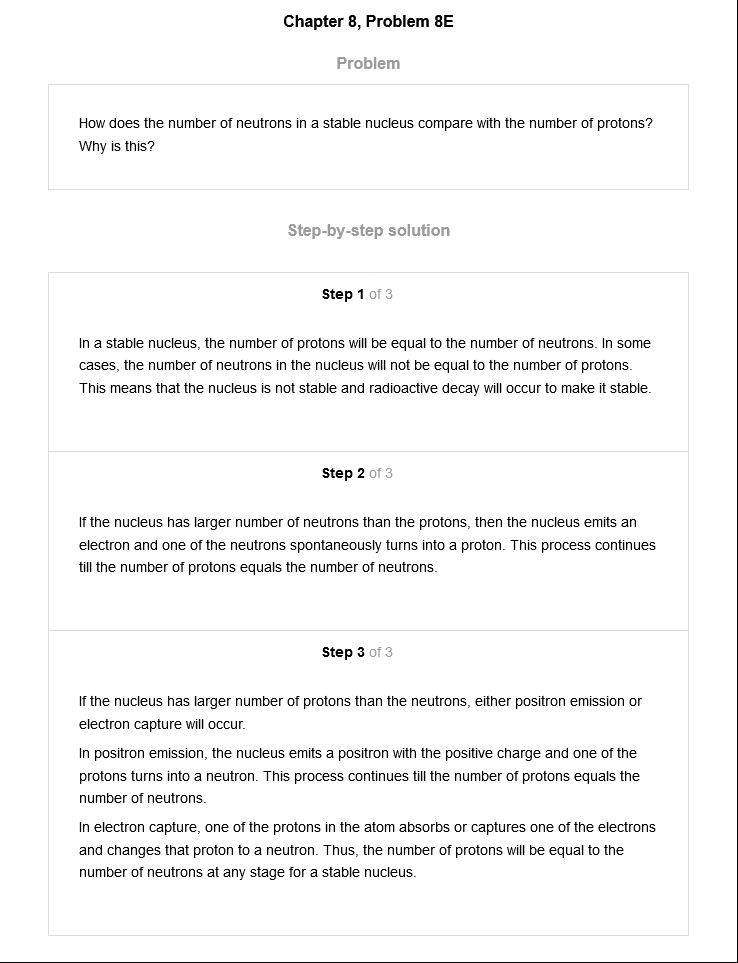 Chapter 8, Problem 8E
Problem
How does the number of neutrons in a stable nucleus compare with the number of protons?
Why is this?
Step-by-step solution
Step 1 of 3
In a stable nucleus, the number of protons will be equal to the number of neutrons. In some
cases, the number of neutrons in the nucleus will not be equal to the number of protons.
This means that the nucleus is not stable and radioactive decay will occur to make it stable.
Step 2 of 3
If the nucleus has larger number of neutrons than the protons, then the nucleus emits an
electron and one of the neutrons spontaneously turns into a proton. This process continues
till the number of protons equals the number of neutrons.
Step 3 of 3
If the nucleus has larger number of protons than the neutrons, either positron emission or
electron capture will occur.
In positron emission, the nucleus emits a positron with the positive charge and one of the
protons turns into a neutron. This process continues till the number of protons equals the
number of neutrons.
In electron capture, one of the protons in the atom absorbs or captures one of the electrons
and changes that proton to a neutron. Thus, the number of protons will be equal to the
number of neutrons at any stage for a stable nucleus.